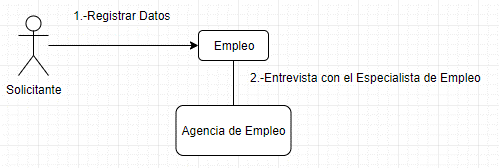 1.-Registrar Datos
Empleo
Solicitante
2.-Entrevista con el Especialista de Empleo
Agencia de Empleo